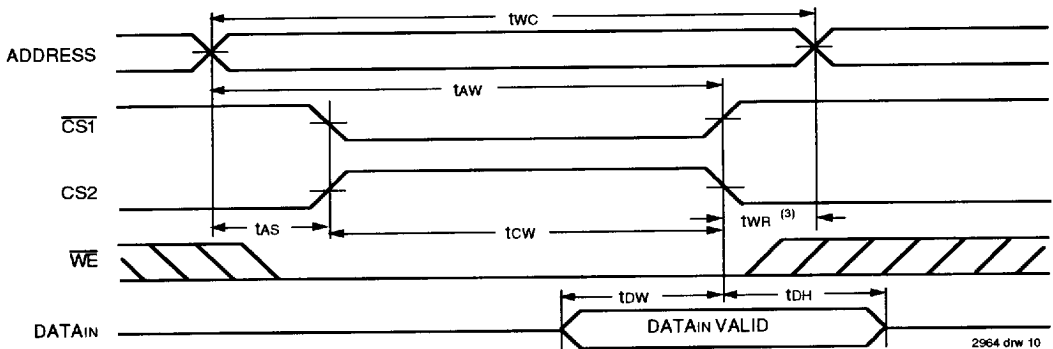 tWC
ADDRESS
tAW
CS1
CS2
tAS
tCW
tWR (3)
WE
tDW
tDH
DATAIN
DATAIN VALID
2964 drw 10